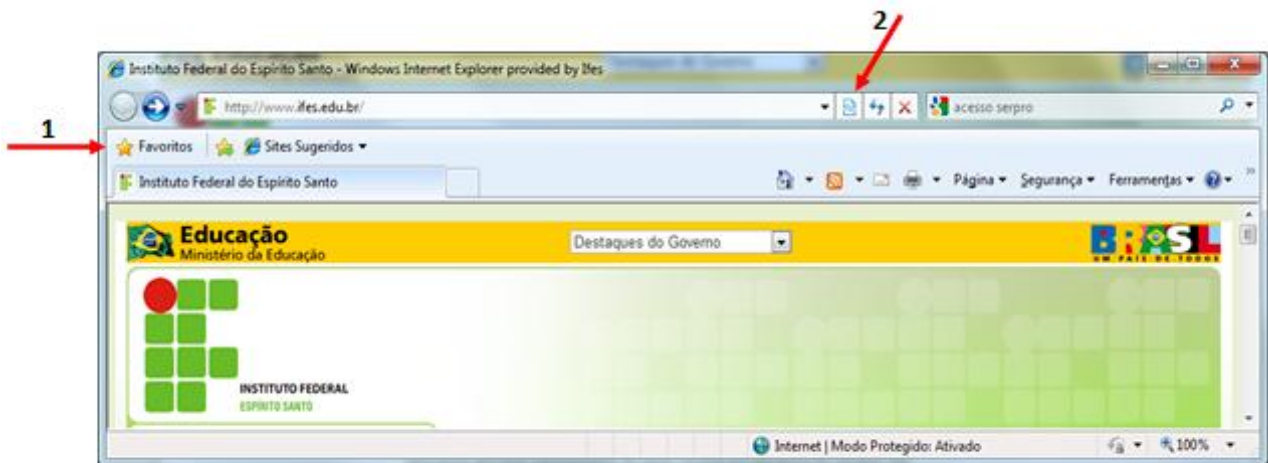 2
Instituto Federal do Espírito Santo - Windows Internet Explorer provided by Ifes
http://www.ifes.edu.br/
acesso serpro
1
Favoritos
Sites Sugeridos
Instituto Federal do Espírito Santo
Página
Segurança
Ferramentas
»
Educação
Ministério da Educação
Destaques do Governo
BRASIL
UM PAÍS DE TODOS
INSTITUTO FEDERAL
ESPÍRITO SANTO
Internet | Modo Protegido: Ativado
100%